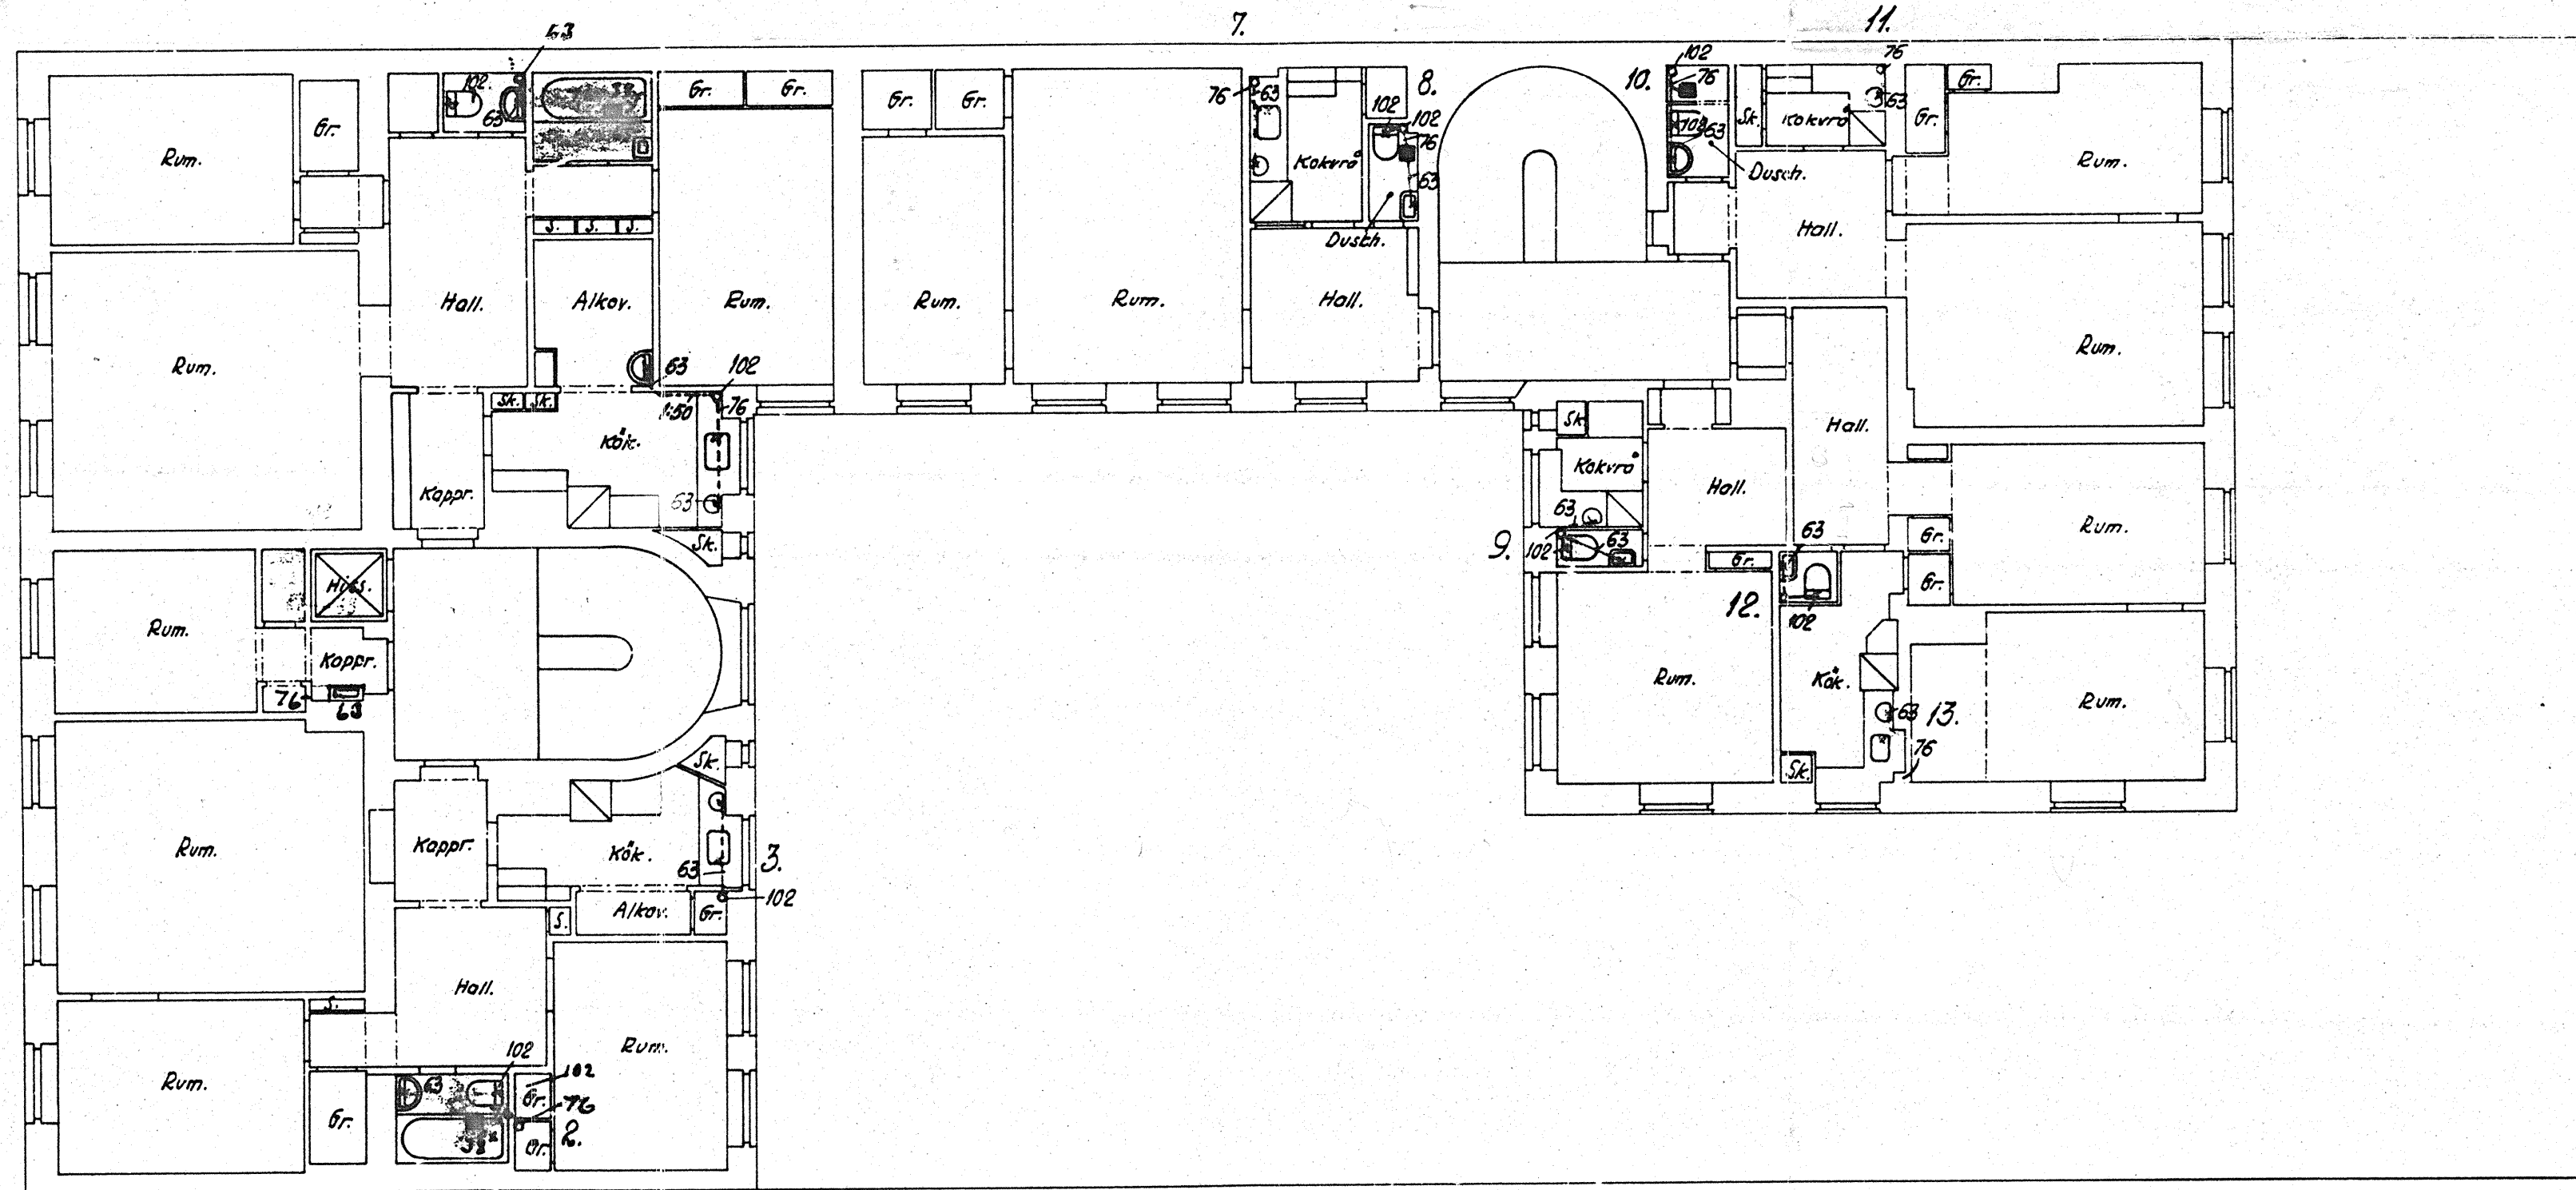 7.
11.
63
102.
63
Gr.
Gr.
Gr.
Gr.
Gr.
76
63
102
8.
102
76
63
10.
102
76
Sk.
76
63
Gr.
Gr.
Rum.
Kokvrå
102
63
Kokvrå
Rum.
Dusch.
Dusch.
S.
S.
S.
Hall.
Hall.
Alkov.
Rum.
Rum.
Rum.
Hall.
Rum.
Rum.
63
102
1:50
76
Sk.
Sk.
Kök.
Sk.
Hall.
Kokvrå
Hall.
Kappr.
63
63
Rum.
Sk.
9.
102
63
63
Gr.
Gr.
Gr.
Hiss.
12.
102
Rum.
Kappr.
Rum.
Kök.
Rum.
76
63
63
13.
76
Sk.
Sk.
Rum.
Kappr.
Kök.
63
3.
102
Alkov.
Gr.
S.
Hall.
S.
Rum.
102
102
Rum.
63
Gr.
76
Gr.
Gr.
2.